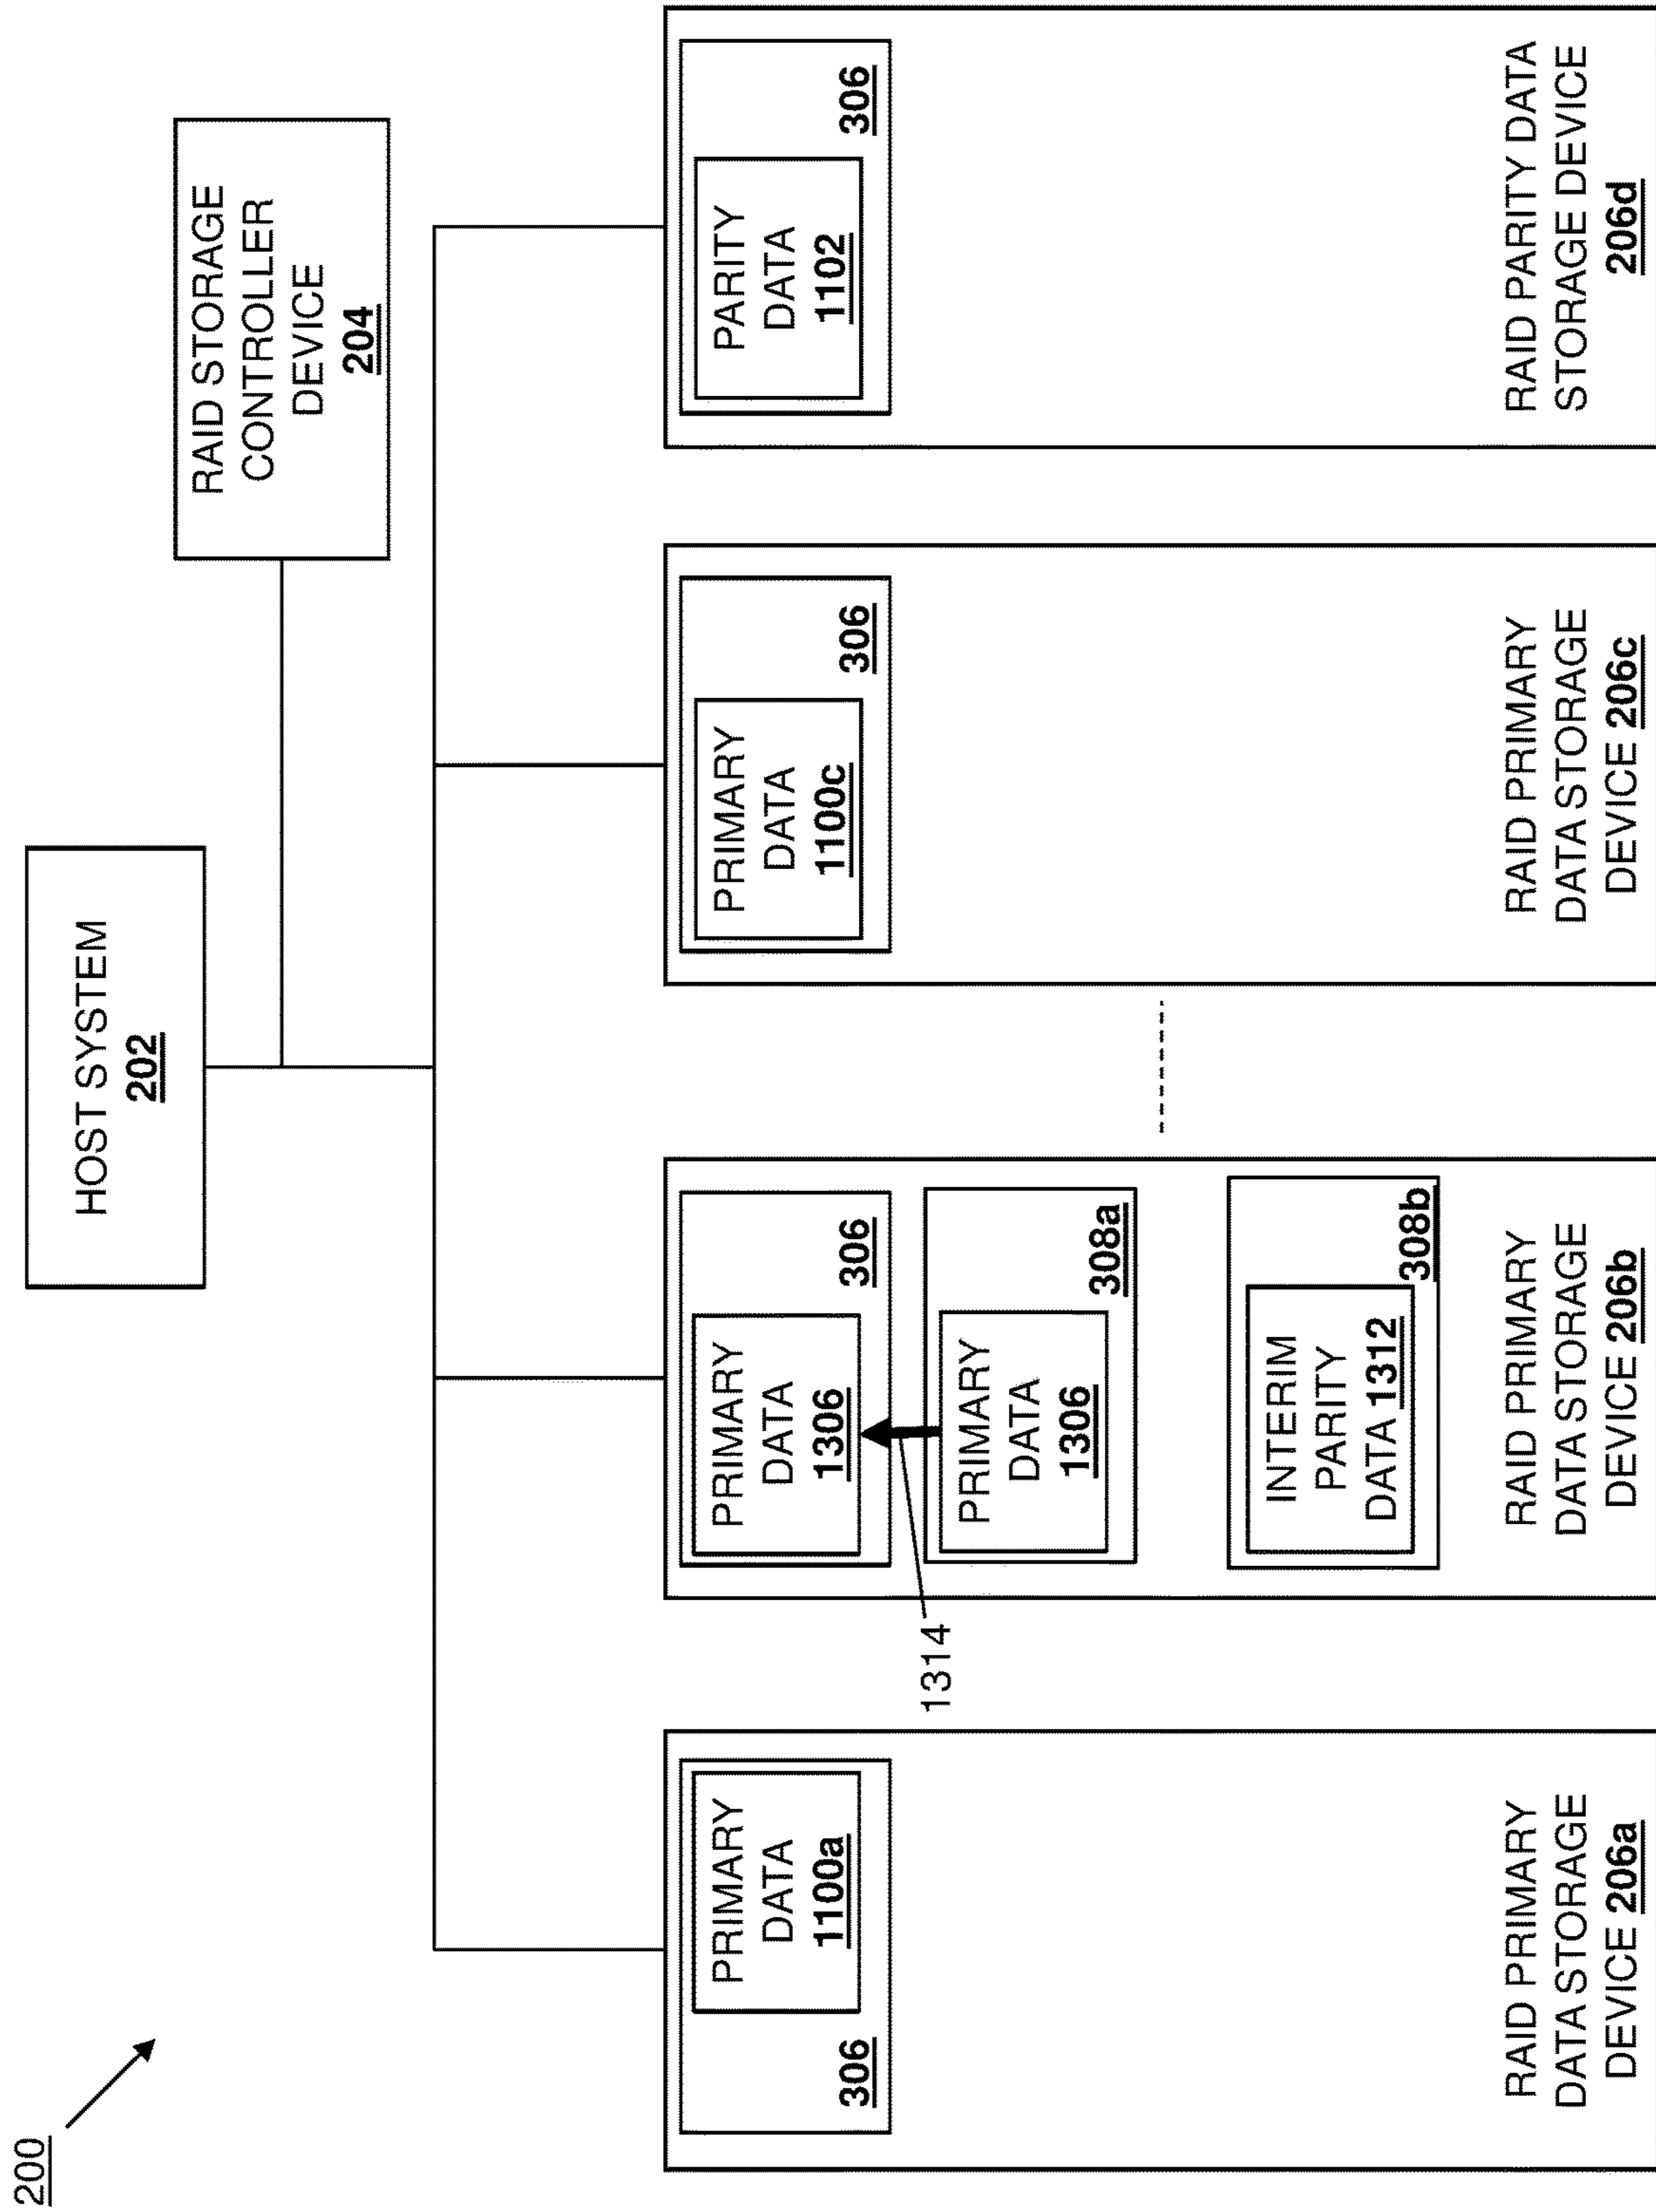 200
HOST SYSTEM
202
RAID STORAGE
CONTROLLER
DEVICE
204
PRIMARY
DATA
1100a
306
RAID PRIMARY
DATA STORAGE
DEVICE 206a
PRIMARY
DATA
1306
306
1314
PRIMARY
DATA
1306
308a
INTERIM
PARITY
DATA 1312
308b
RAID PRIMARY
DATA STORAGE
DEVICE 206b
PRIMARY
DATA
1100c
306
RAID PRIMARY
DATA STORAGE
DEVICE 206c
PARITY
DATA
1102
306
RAID PARITY DATA
STORAGE DEVICE
206d